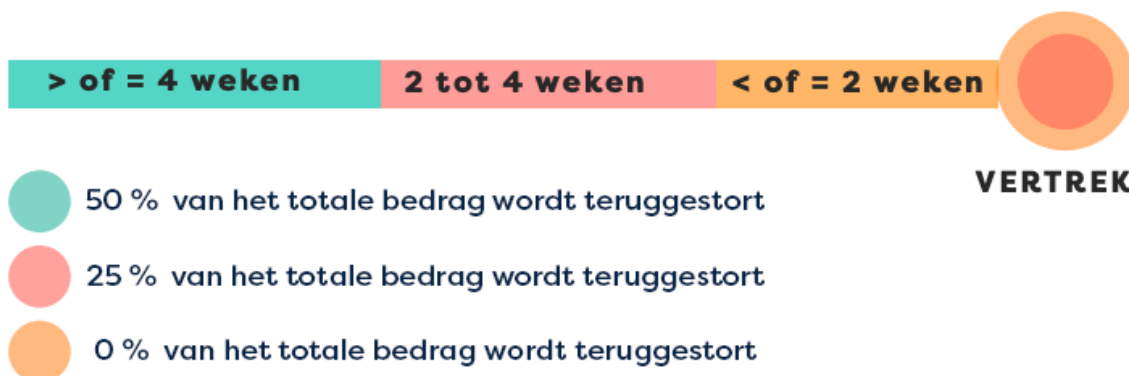 > of = 4 weken 2 tot 4 weken < of = 2 weken
VERTREK
50 % van het totale bedrag wordt teruggestort
25 % van het totale bedrag wordt teruggestort
0 % van het totale bedrag wordt teruggestort